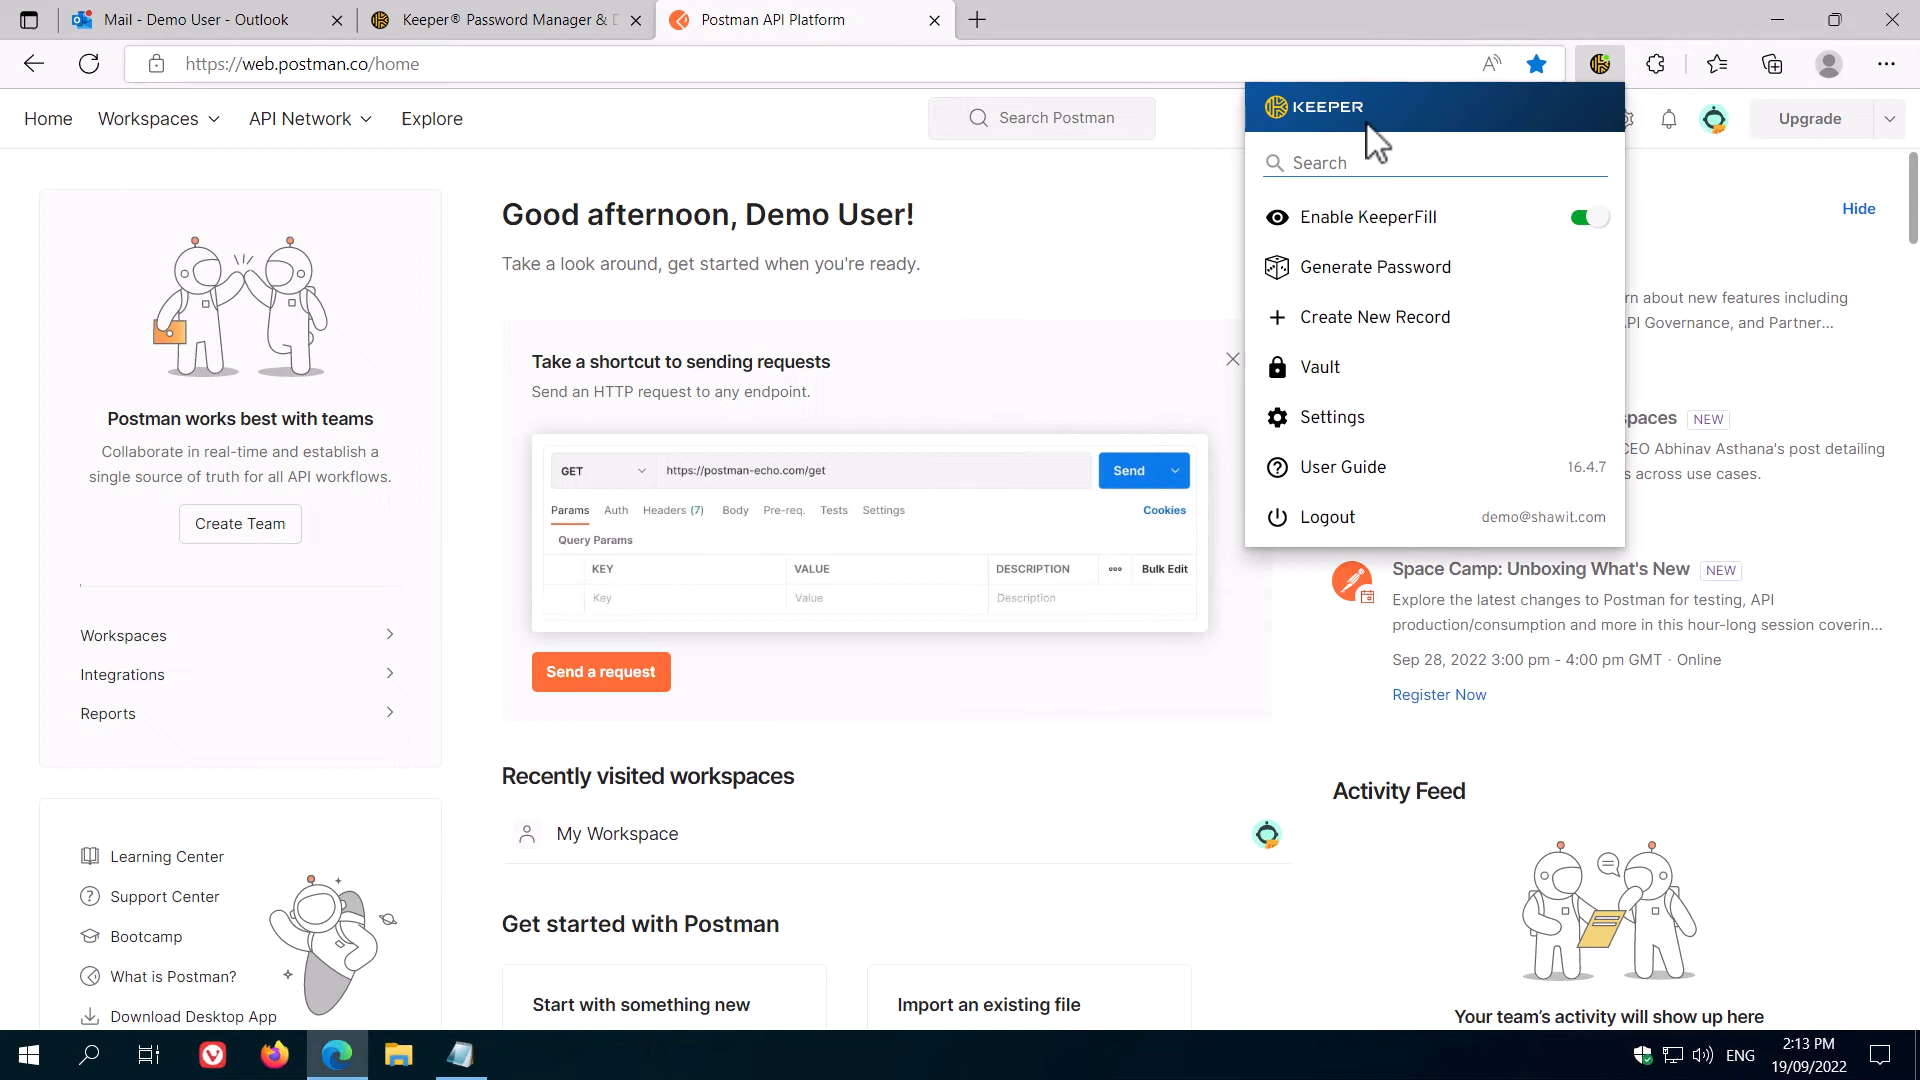 Mail - Demo User - Outlook
Keeper® Password Manager &
Postman API Platform
https://web.postman.co/home
Home
Workspaces
API Network
Explore
Search Postman
Upgrade
KEEPER
Search
Enable KeeperFill
Generate Password
Create New Record
Vault
Settings
User Guide
16.4.7
Logout
demo@shawit.com
Postman works best with teams
Collaborate in real-time and establish a
single source of truth for all API workflows.
Create Team
Workspaces
Integrations
Reports
Learning Center
Support Center
Bootcamp
What is Postman?
Download Desktop App
Good afternoon, Demo User!
Take a look around, get started when you're ready.
Take a shortcut to sending requests
Send an HTTP request to any endpoint.
GET
https://postman-echo.com/get
Send
Params
Auth
Headers (7)
Body
Pre-req.
Tests
Settings
Cookies
Query Params
KEY
VALUE
DESCRIPTION
Bulk Edit
Key
Value
Description
Send a request
Recently visited workspaces
My Workspace
Get started with Postman
Start with something new
Import an existing file
Hide
rn about new features including
PI Governance, and Partner...
spaces
NEW
CEO Abhinav Asthana's post detailing
s across use cases.
Space Camp: Unboxing What's New
NEW
Explore the latest changes to Postman for testing, API
production/consumption and more in this hour-long session coverin...
Sep 28, 2022 3:00 pm - 4:00 pm GMT · Online
Register Now
Activity Feed
Your team's activity will show up here
ENG
2:13 PM
19/09/2022